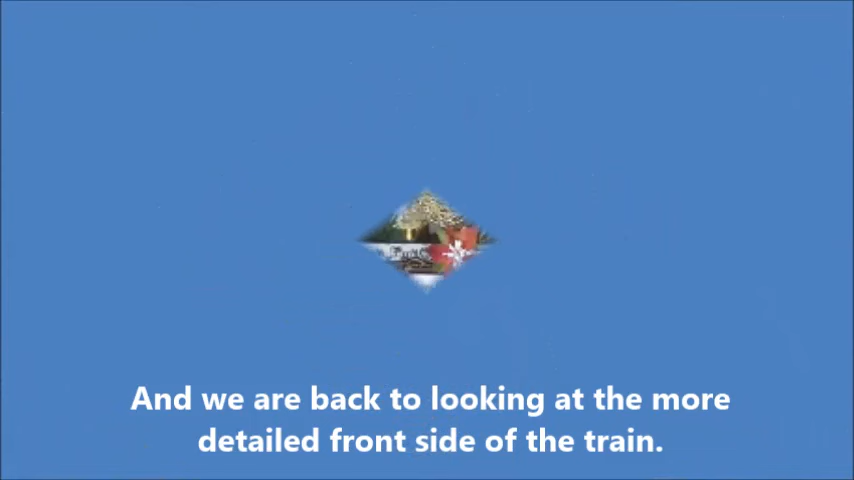 And we are back to looking at the more
detailed front side of the train.